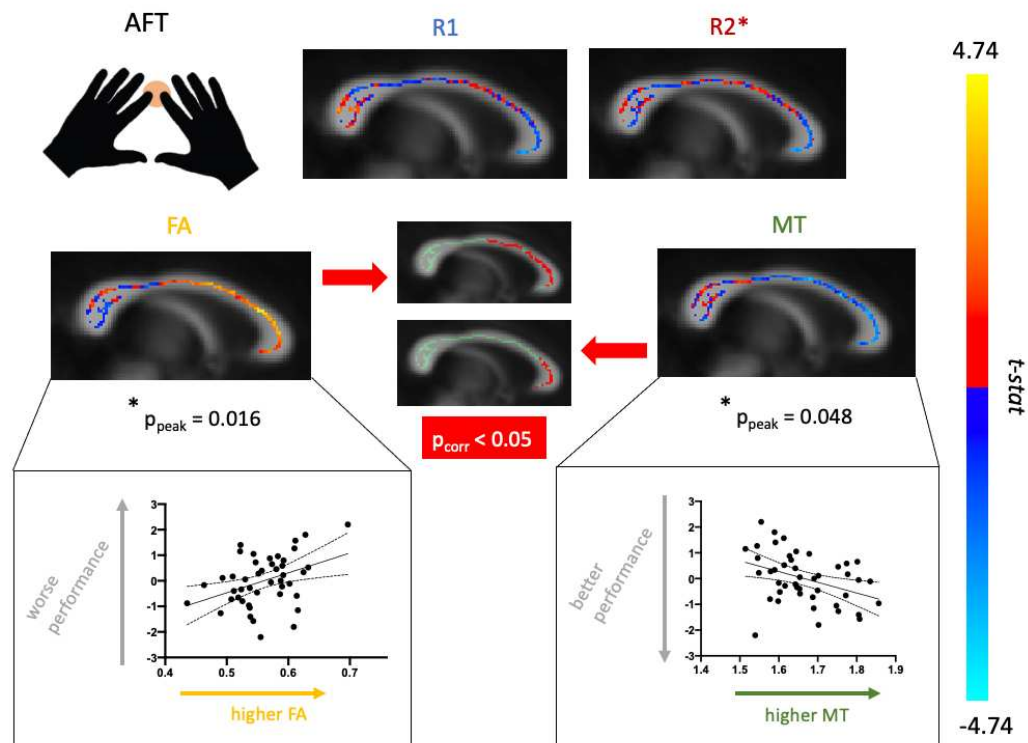 AFT
R1
R2*
4.74
FA
MT
t-stat
* p_peak = 0.016
p_corr < 0.05
* p_peak = 0.048
-4.74
worse
performance
3
2
1
0
-1
-2
-3
0.4 0.5 0.6 0.7
higher FA
better
performance
3
2
1
0
-1
-2
-3
1.4 1.5 1.6 1.7 1.8 1.9
higher MT